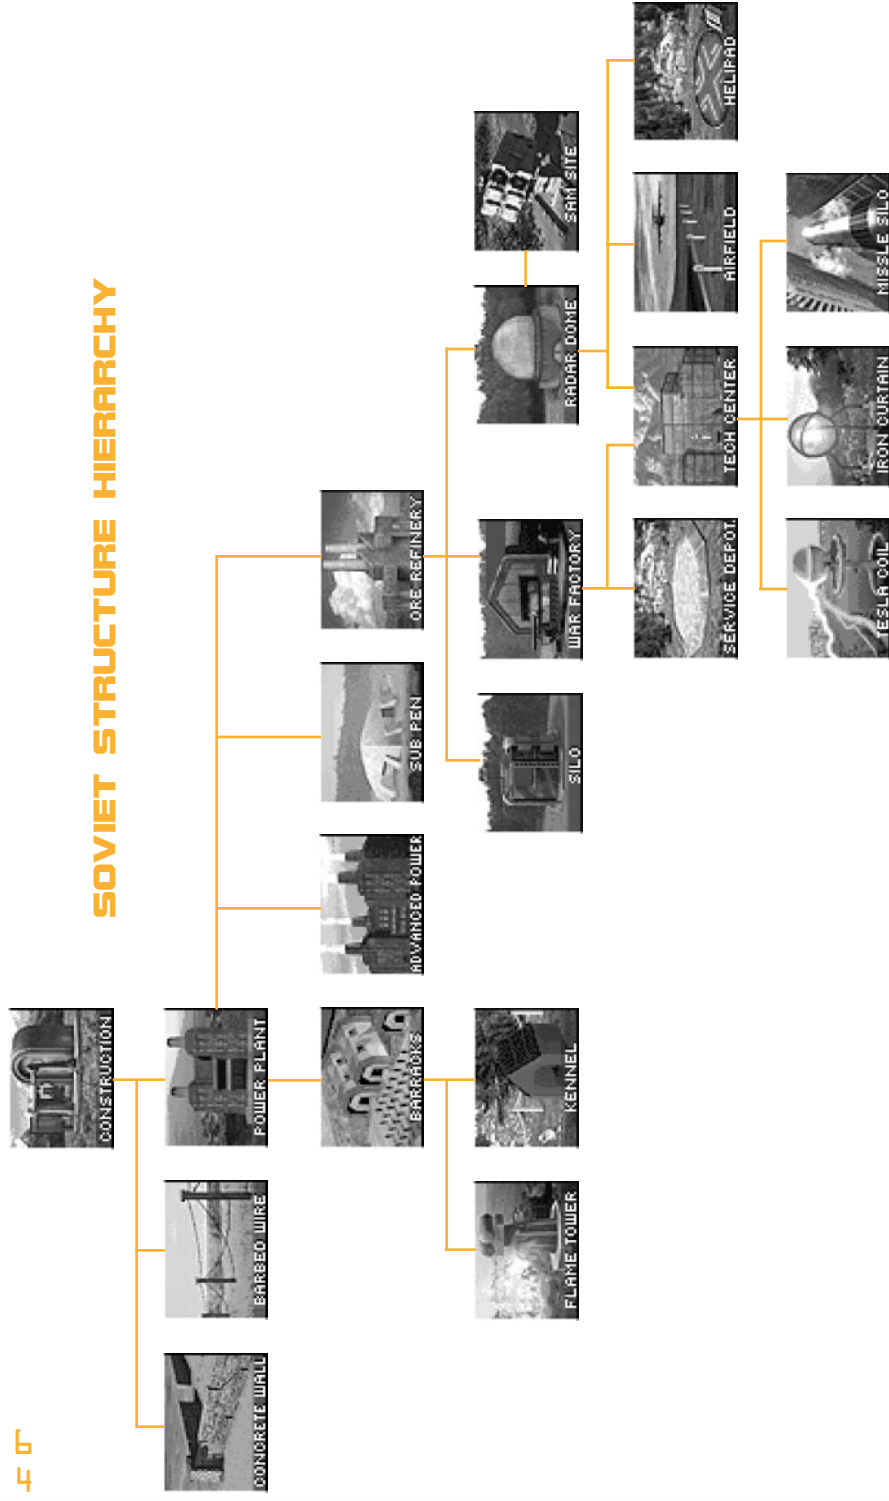 SOVIET STRUCTURE HIERARCHY
CONSTRUCTION
CONCRETE WALL
BARBED WIRE
POWER PLANT
BARRACKS
ADVANCED POWER
SUB PEN
ORE REFINERY
FLAME TOWER
KENNEL
SILO
WAR FACTORY
RADAR DOME
SAM SITE
SERVICE DEPOT
TECH CENTER
AIRFIELD
HELIPAD
TESLA COIL
IRON CURTAIN
MISSLE SILO
64